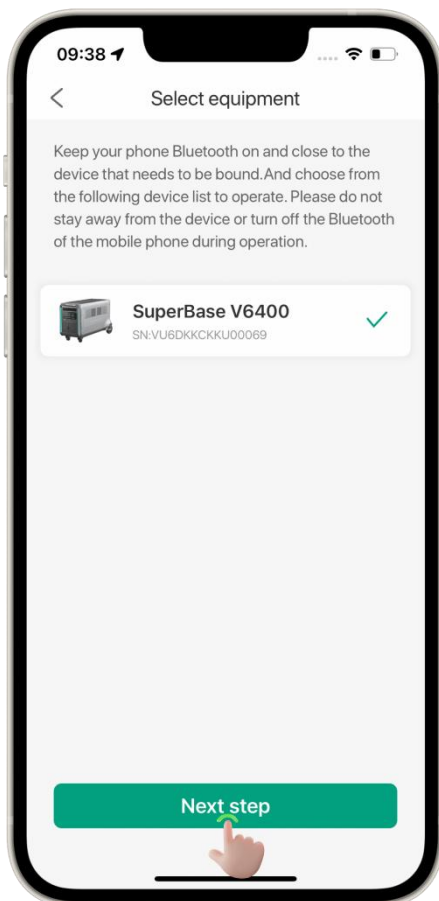 09:38
Select equipment
Keep your phone Bluetooth on and close to the
device that needs to be bound.And choose from
the following device list to operate. Please do not
stay away from the device or turn off the Bluetooth
of the mobile phone during operation.
SuperBase V6400
SN:VU6DKKCKKU00069
Next step